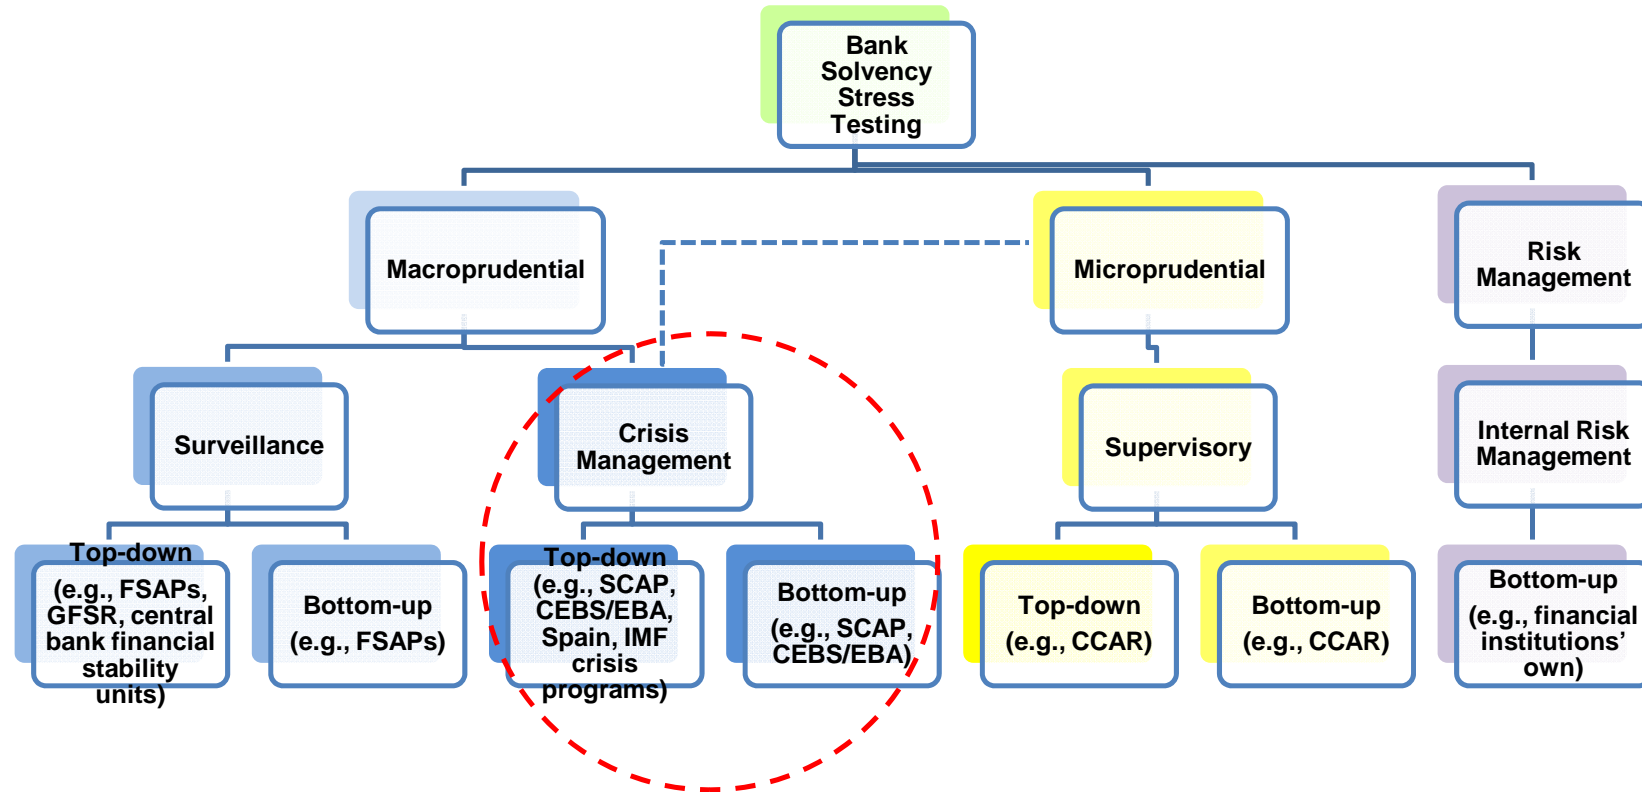 Bank
Solvency
Stress
Testing
Macroprudential
Microprudential
Risk
Management
Surveillance
Crisis
Management
Supervisory
Internal Risk
Management
Top-down
(e.g., FSAPs,
GFSR, central
bank financial
stability
units)
Bottom-up
(e.g., FSAPs)
Top-down
(e.g., SCAP,
CEBS/EBA,
Spain, IMF
crisis
programs)
Bottom-up
(e.g., SCAP,
CEBS/EBA)
Top-down
(e.g., CCAR)
Bottom-up
(e.g., CCAR)
Bottom-up
(e.g., financial
institutions’
own)